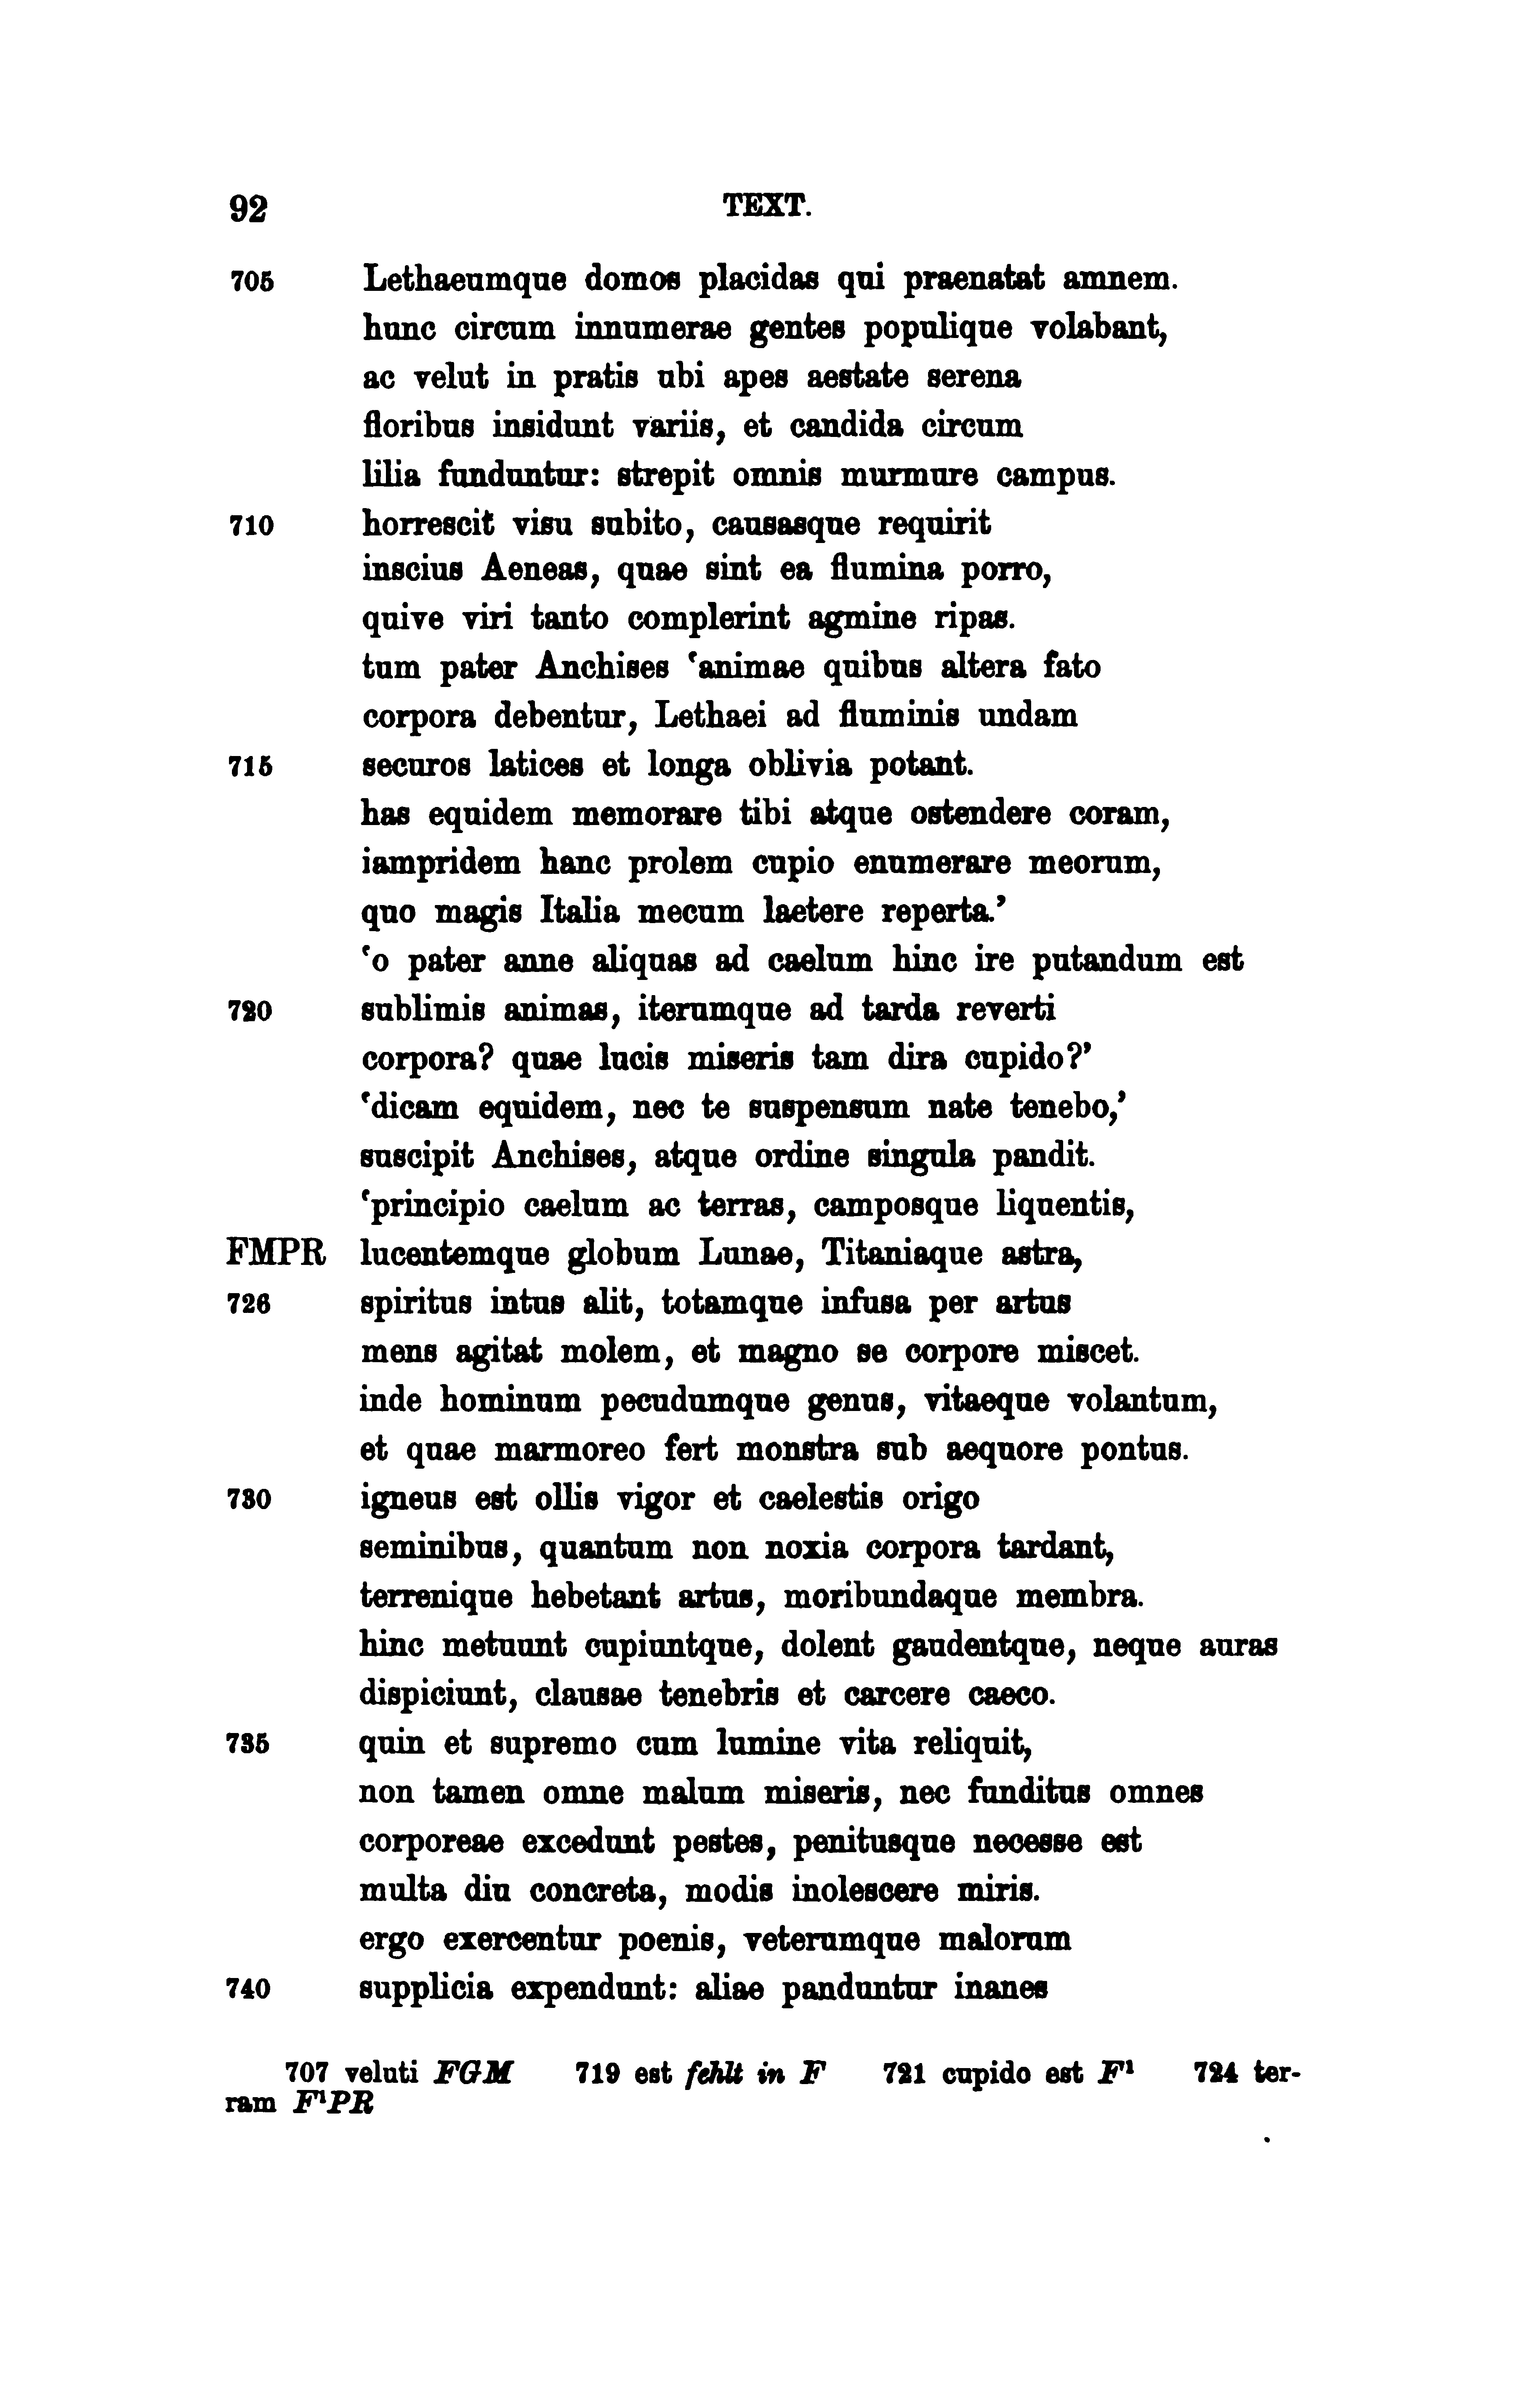 92 TEXT.
705 Lethaeumque domos placidas qui praenatat amnem.
hunc circum innumerae gentes populique volabant,
ac velut in pratis ubi apes aestate serena
floribus insidunt variis, et candida circum
lilia funduntur: strepit omnis murmure campus.
710 horrescit visu subito, causasque requirit
inscius Aeneas, quae sint ea flumina porro,
quive viri tanto complerint agmine ripas.
tum pater Anchises ‘animae quibus altera fato
corpora debentur, Lethaei ad fluminis undam
715 securos latices et longa oblivia potant.
has equidem memorare tibi atque ostendere coram,
iampridem hanc prolem cupio enumerare meorum,
quo magis Italia mecum laetere reperta.’
‘o pater anne aliquas ad caelum hinc ire putandum est
720 sublimis animas, iterumque ad tarda reverti
corpora? quae lucis miseris tam dira cupido?’
‘dicam equidem, nec te suspensum nate tenebo,’
suscipit Anchises, atque ordine singula pandit.
‘principio caelum ac terras, camposque liquentis,
FMPR lucentemque globum Lunae, Titaniaque astra,
726 spiritus intus alit, totamque infusa per artus
mens agitat molem, et magno se corpore miscet.
inde hominum pecudumque genus, vitaeque volantum,
et quae marmoreo fert monstra sub aequore pontus.
730 igneus est ollis vigor et caelestis origo
seminibus, quantum non noxia corpora tardant,
terrenique hebetant artus, moribundaque membra.
hinc metuunt cupiuntque, dolent gaudentque, neque auras
dispiciunt, clausae tenebris et carcere caeco.
735 quin et supremo cum lumine vita reliquit,
non tamen omne malum miseris, nec funditus omnes
corporeae excedunt pestes, penitusque necesse est
multa diu concreta, modis inolescere miris.
ergo exercentur poenis, veterumque malorum
740 supplicia expendunt: aliae panduntur inanes
707 veluti FGM 719 est fehlt in F 721 cupido est F¹ 724 ter-
ram F¹PR